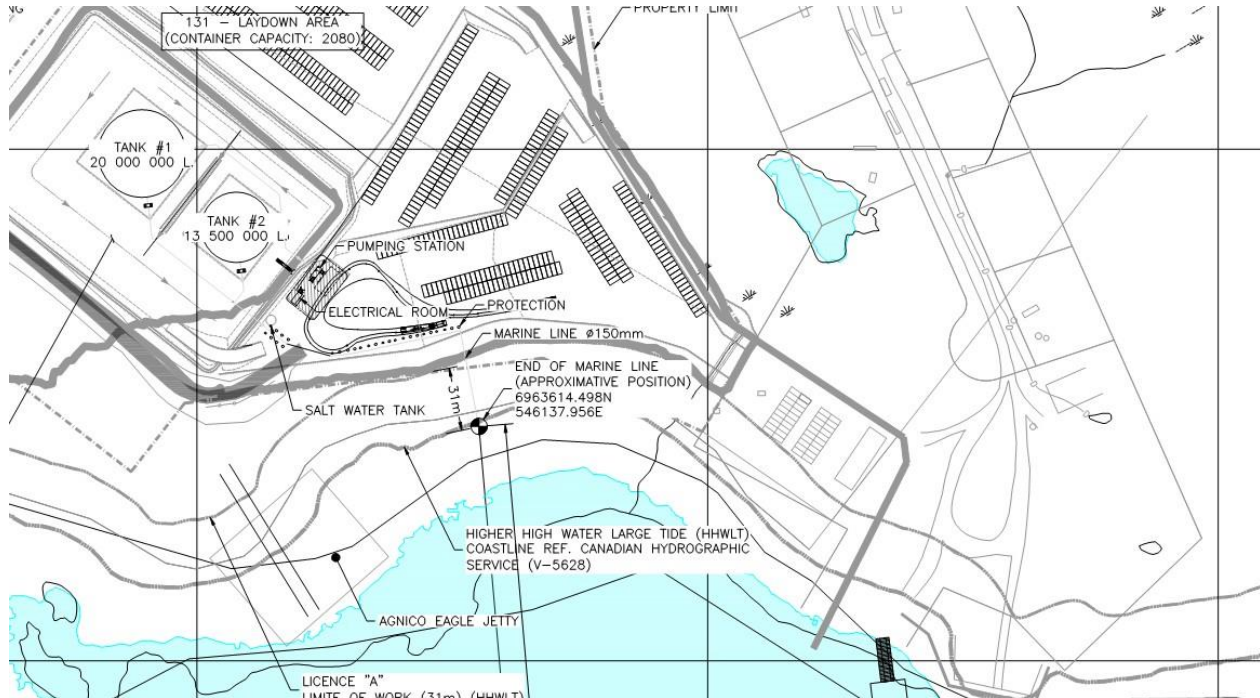 NG
131 – LAYDOWN AREA
(CONTAINER CAPACITY: 2080)
PROPERTY LIMIT
TANK #1
20 000 000 L.
TANK #2
13 500 000 L.
PUMPING STATION
ELECTRICAL ROOM
PROTECTION
MARINE LINE ø150mm
END OF MARINE LINE
(APPROXIMATIVE POSITION)
6963614.498N
546137.956E
31m
SALT WATER TANK
HIGHER HIGH WATER LARGE TIDE (HHWLT)
COASTLINE REF. CANADIAN HYDROGRAPHIC
SERVICE (V–5628)
AGNICO EAGLE JETTY
LICENCE "A"
LIMITE OF WORK (31m) (HHWLT)